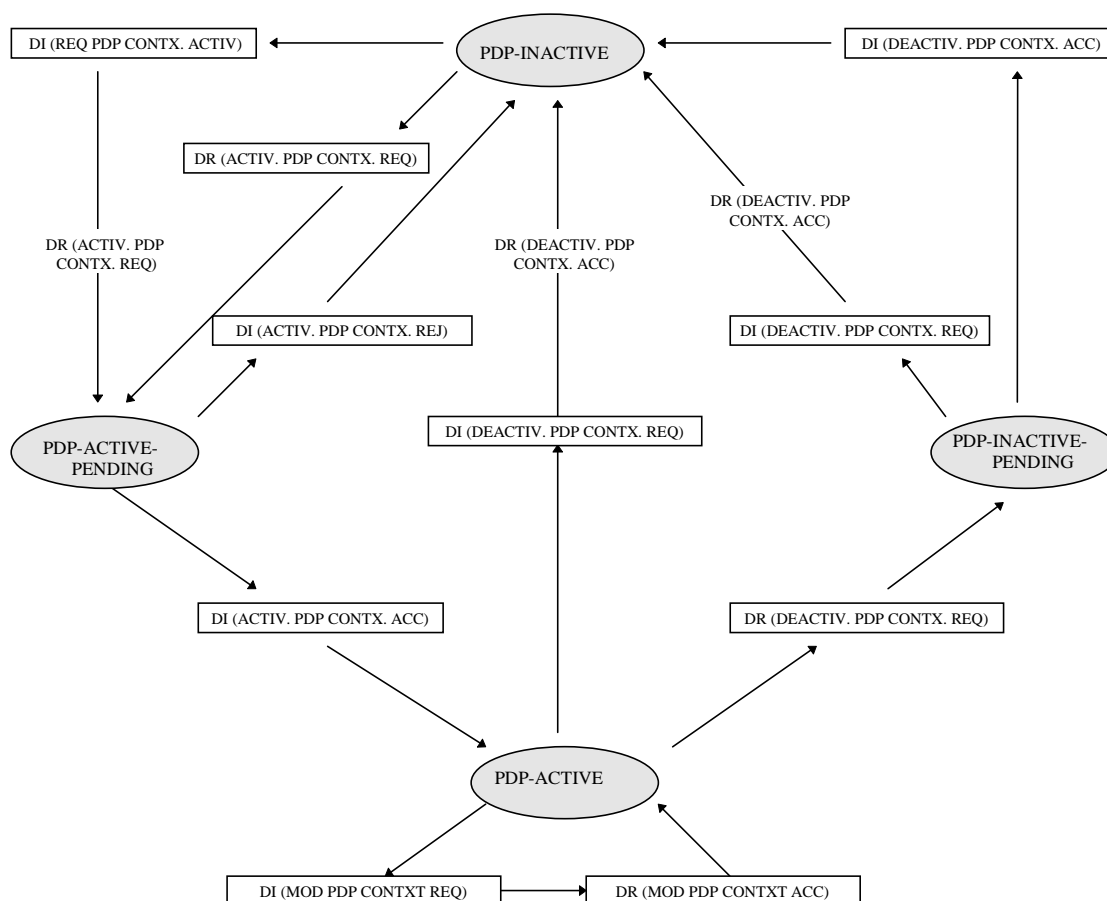 DI (REQ PDP CONTX. ACTIV)
PDP-INACTIVE
DI (DEACTIV. PDP CONTX. ACC)
DR (ACTIV. PDP CONTX. REQ)
DR (DEACTIV. PDP
CONTX. ACC)
DR (ACTIV. PDP
CONTX. REQ)
DR (DEACTIV. PDP
CONTX. ACC)
DI (ACTIV. PDP CONTX. REJ)
DI (DEACTIV. PDP CONTX. REQ)
DI (DEACTIV. PDP CONTX. REQ)
PDP-ACTIVE-
PENDING
PDP-INACTIVE-
PENDING
DI (ACTIV. PDP CONTX. ACC)
DR (DEACTIV. PDP CONTX. REQ)
PDP-ACTIVE
DI (MOD PDP CONTXT REQ)
DR (MOD PDP CONTXT ACC)